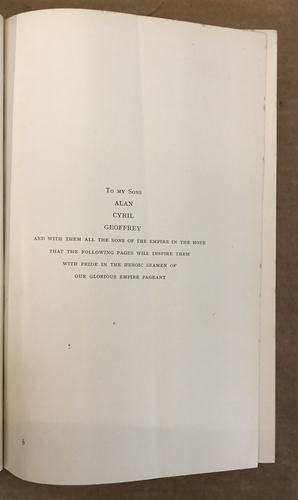 To my Sons
ALAN
CYRIL
GEOFFREY
AND WITH THEM ALL THE SONS OF THE EMPIRE IN THE HOPE
THAT THE FOLLOWING PAGES WILL INSPIRE THEM
WITH PRIDE IN THE HEROIC SEAMEN OF
OUR GLORIOUS EMPIRE PAGEANT
b